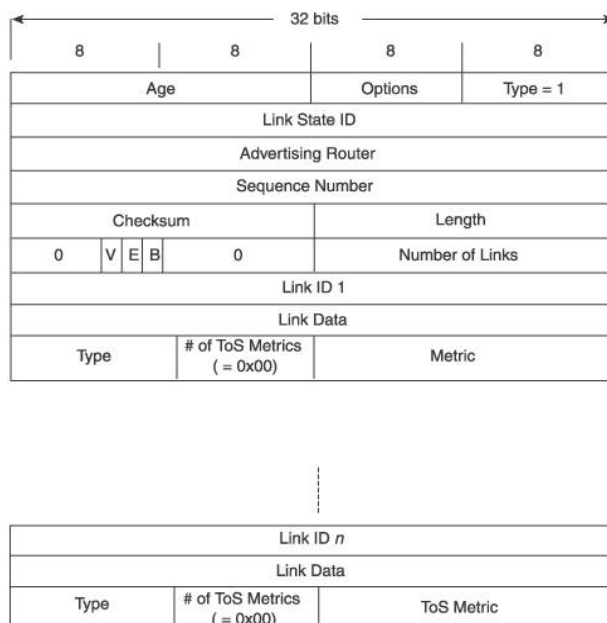 32 bits
8 8 8 8
Age Options Type = 1
Link State ID
Advertising Router
Sequence Number
Checksum Length
0 V E B 0 Number of Links
Link ID 1
Link Data
Type # of ToS Metrics Metric
( = 0x00)
Link ID n
Link Data
Type # of ToS Metrics ToS Metric
( = 0x00)